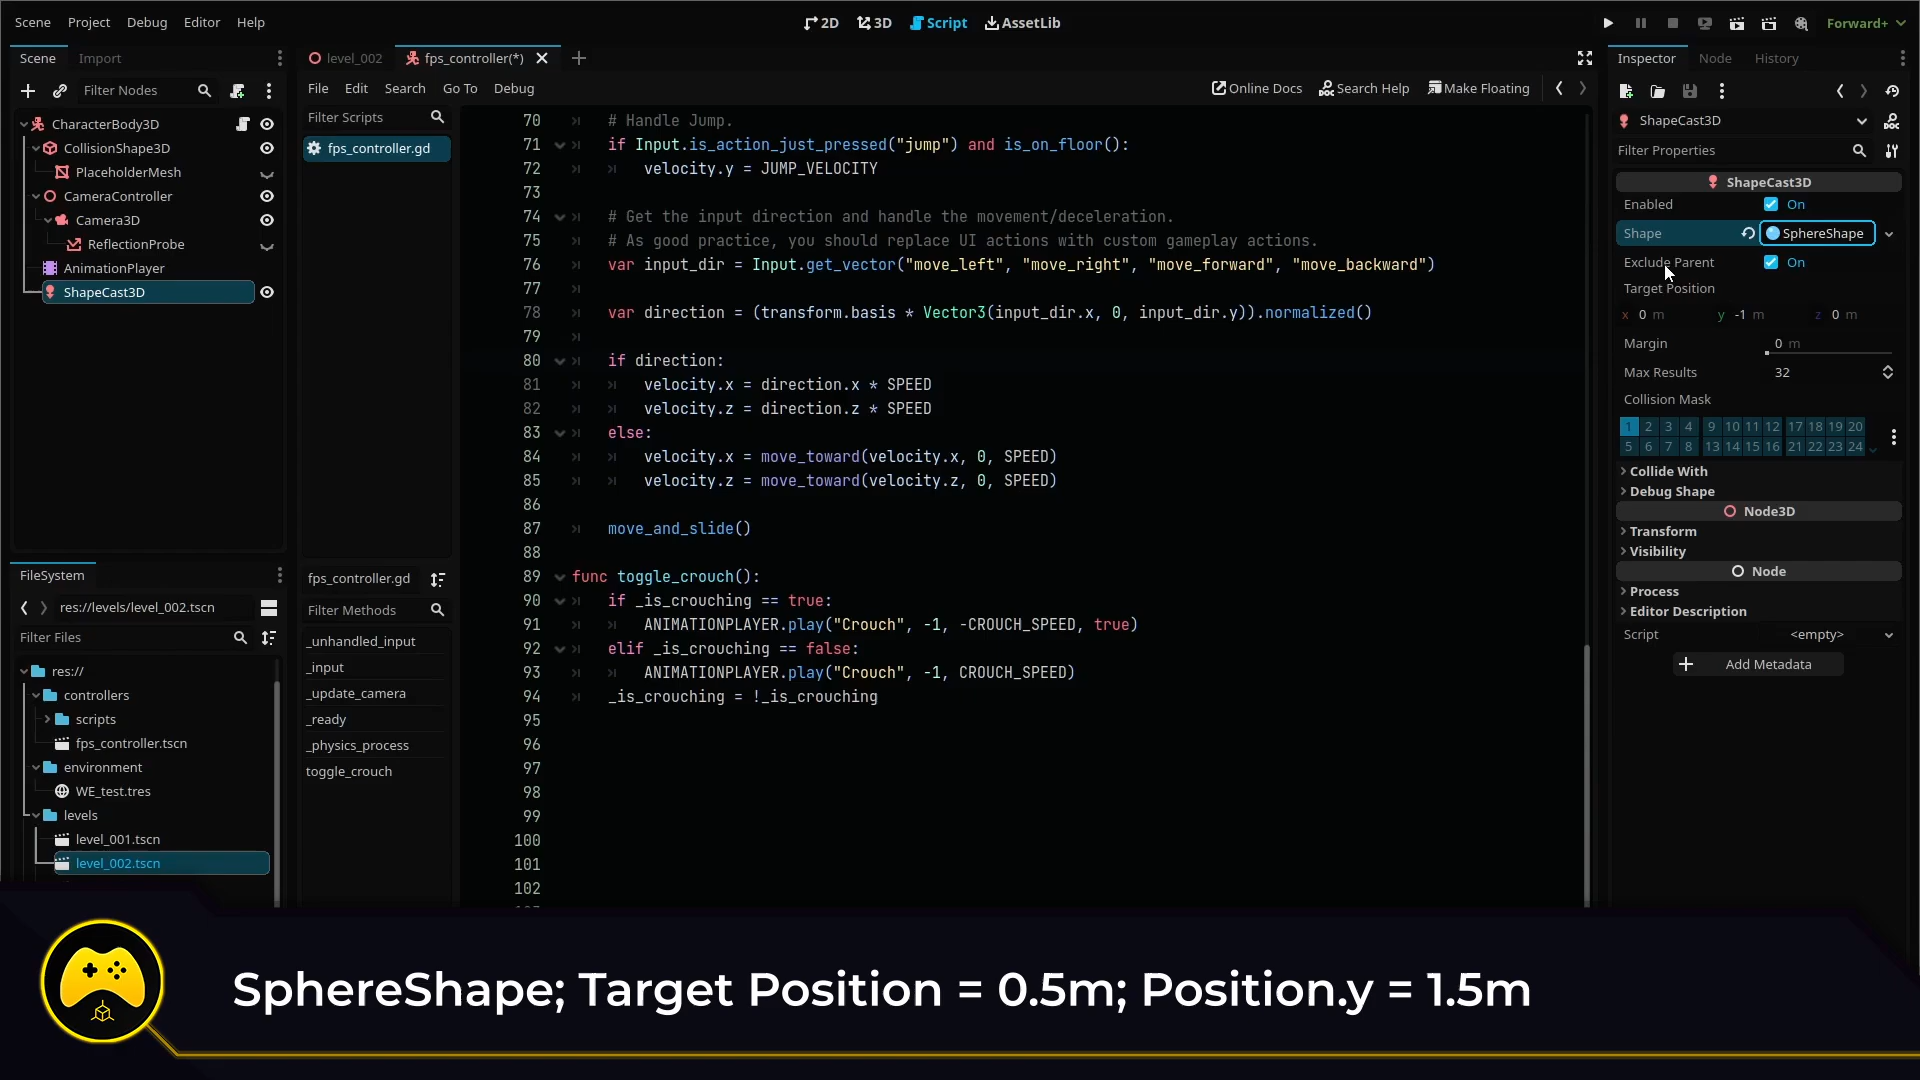 Scene Project Debug Editor Help
2D 3D Script AssetLib
Forward+
Scene Import
Filter Nodes
CharacterBody3D
CollisionShape3D
PlaceholderMesh
CameraController
Camera3D
ReflectionProbe
AnimationPlayer
ShapeCast3D
FileSystem
res://levels/level_002.tscn
Filter Files
res://
controllers
scripts
fps_controller.tscn
environment
WE_test.tres
levels
level_001.tscn
level_002.tscn
level_002 fps_controller(*)
File Edit Search Go To Debug
Online Docs Search Help Make Floating
Filter Scripts
fps_controller.gd
fps_controller.gd
Filter Methods
_unhandled_input
_input
_update_camera
_ready
_physics_process
toggle_crouch
70 # Handle Jump.
71 if Input.is_action_just_pressed("jump") and is_on_floor():
72 velocity.y = JUMP_VELOCITY
73
74 # Get the input direction and handle the movement/deceleration.
75 # As good practice, you should replace UI actions with custom gameplay actions.
76 var input_dir = Input.get_vector("move_left", "move_right", "move_forward", "move_backward")
77
78 var direction = (transform.basis * Vector3(input_dir.x, 0, input_dir.y)).normalized()
79
80 if direction:
81 velocity.x = direction.x * SPEED
82 velocity.z = direction.z * SPEED
83 else:
84 velocity.x = move_toward(velocity.x, 0, SPEED)
85 velocity.z = move_toward(velocity.z, 0, SPEED)
86
87 move_and_slide()
88
89 func toggle_crouch():
90 if _is_crouching == true:
91 ANIMATIONPLAYER.play("Crouch", -1, -CROUCH_SPEED, true)
92 elif _is_crouching == false:
93 ANIMATIONPLAYER.play("Crouch", -1, CROUCH_SPEED)
94 _is_crouching = !_is_crouching
95
96
97
98
99
100
101
102
Inspector Node History
ShapeCast3D
Filter Properties
ShapeCast3D
Enabled On
Shape SphereShape
Exclude Parent On
Target Position
x 0 m y -1 m z 0 m
Margin 0 m
Max Results 32
Collision Mask
1 2 3 4 9 10 11 12 17 18 19 20
5 6 7 8 13 14 15 16 21 22 23 24
Collide With
Debug Shape
Node3D
Transform
Visibility
Node
Process
Editor Description
Script <empty>
Add Metadata
SphereShape; Target Position = 0.5m; Position.y = 1.5m